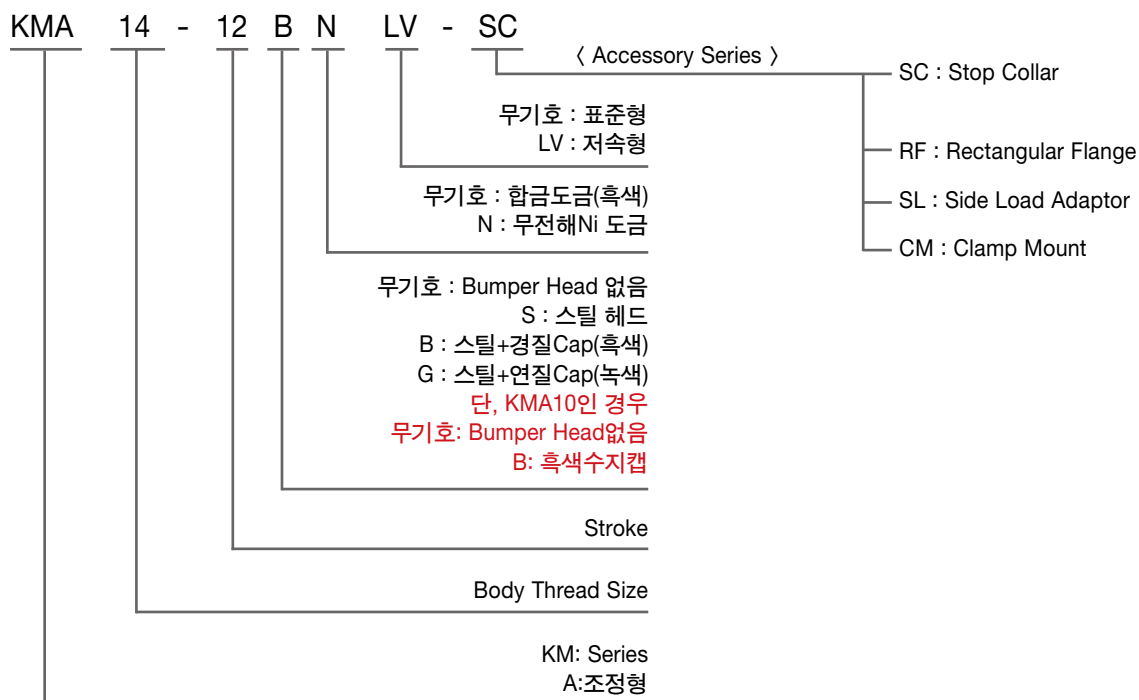 KMA 14 - 12 B N LV - SC
〈 Accessory Series 〉
SC : Stop Collar
RF : Rectangular Flange
SL : Side Load Adaptor
CM : Clamp Mount
무기호 : 표준형
LV : 저속형
무기호 : 합금도금(흑색)
N : 무전해Ni 도금
무기호 : Bumper Head 없음
S : 스틸 헤드
B : 스틸+경질Cap(흑색)
G : 스틸+연질Cap(녹색)
단, KMA10인 경우
무기호: Bumper Head없음
B: 흑색수지캡
Stroke
Body Thread Size
KM: Series
A:조정형